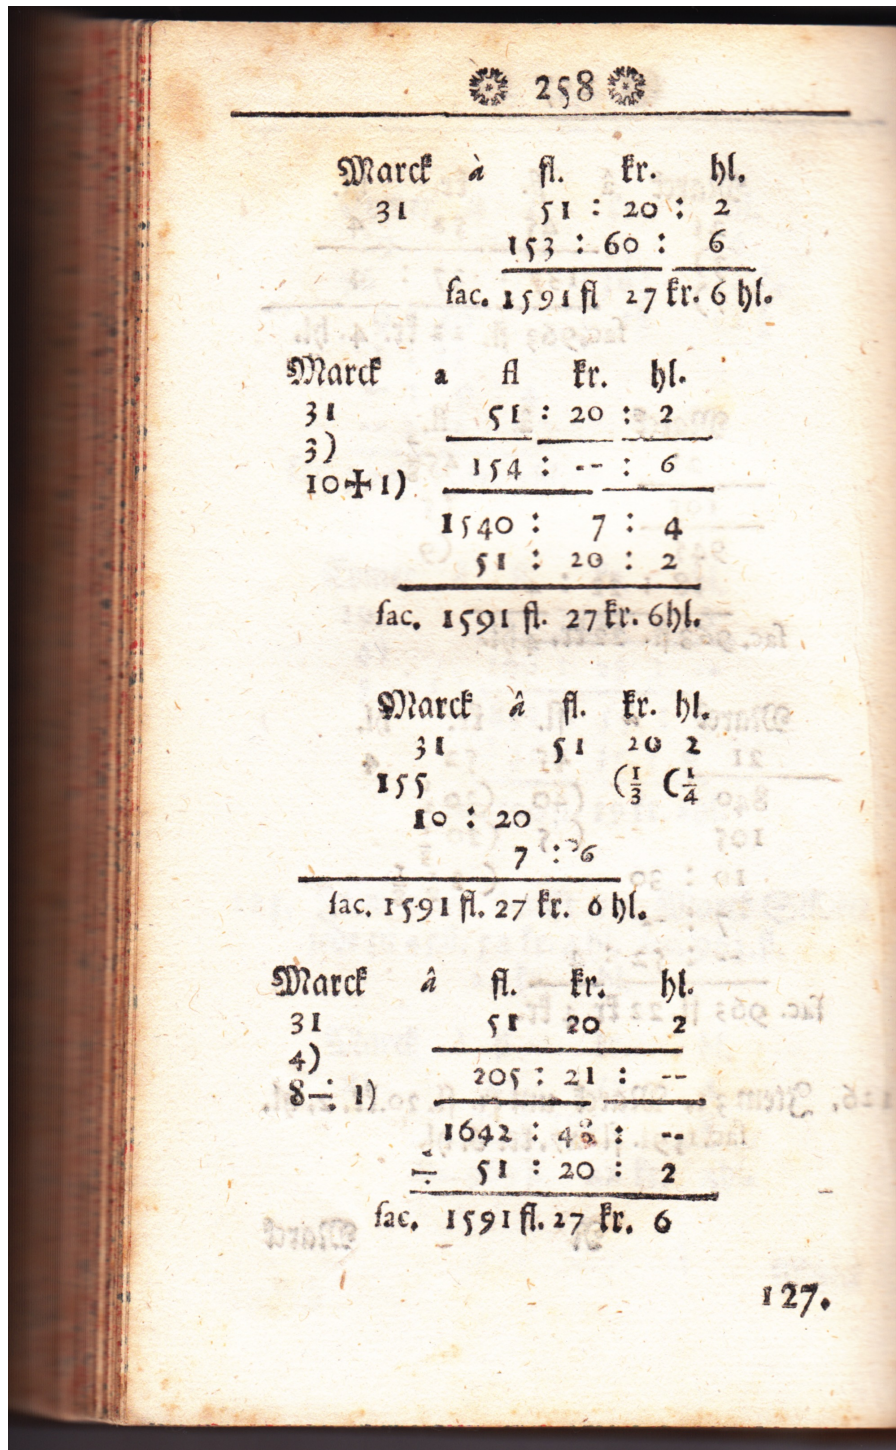 258
Marck à fl. kr. hl.
31 51 : 20 : 2
153 : 60 : 6
fac. 1591 fl 27 kr. 6 hl.
Marck a fl kr. hl.
31 51 : 20 : 2
3)
154 : -- : 6
10+1)
1540 : 7 : 4
51 : 20 : 2
fac. 1591 fl. 27 kr. 6 hl.
Marck â fl. kr. hl.
31 51 20 2
155 (1/3 (1/4
10 : 20
7 : 6
fac. 1591 fl. 27 kr. 6 hl.
Marck â fl. kr. hl.
31 51 20 2
4)
205 : 21 : --
8÷1)
1642 : 48 : --
÷ 51 : 20 : 2
fac. 1591 fl. 27 kr. 6
127.